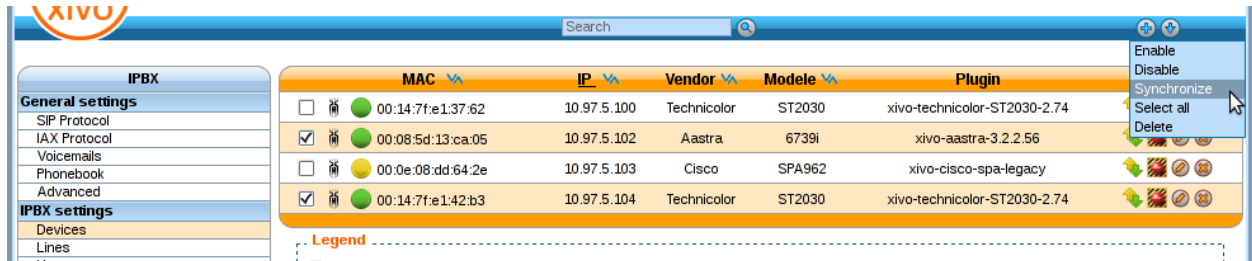 XIVO
Search
Enable
Disable
Synchronize
Select all
Delete
IPBX
General settings
SIP Protocol
IAX Protocol
Voicemails
Phonebook
Advanced
IPBX settings
Devices
Lines
MAC IP Vendor Modele Plugin
00:14:7f:e1:37:62 10.97.5.100 Technicolor ST2030 xivo-technicolor-ST2030-2.74
00:08:5d:13:ca:05 10.97.5.102 Aastra 6739i xivo-aastra-3.2.2.56
00:0e:08:dd:64:2e 10.97.5.103 Cisco SPA962 xivo-cisco-spa-legacy
00:14:7f:e1:42:b3 10.97.5.104 Technicolor ST2030 xivo-technicolor-ST2030-2.74
Legend